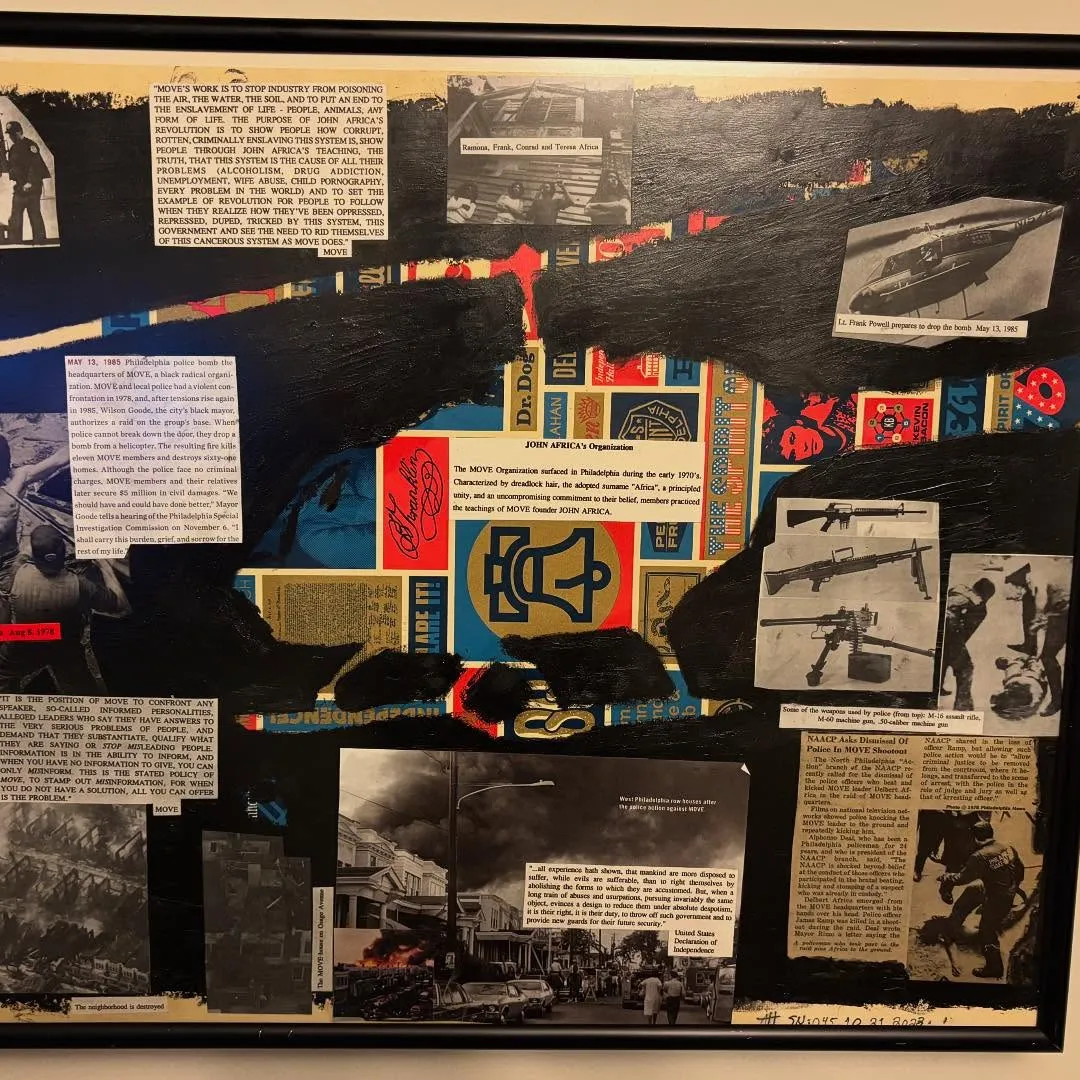 "MOVE'S WORK IS TO STOP INDUSTRY FROM POISONING
THE AIR, THE WATER, THE SOIL, AND TO PUT AN END TO
THE ENSLAVEMENT OF LIFE - PEOPLE, ANIMALS, ANY
FORM OF LIFE. THE PURPOSE OF JOHN AFRICA'S
REVOLUTION IS TO SHOW PEOPLE HOW CORRUPT,
ROTTEN, CRIMINALLY ENSLAVING THIS SYSTEM IS, SHOW
PEOPLE THROUGH JOHN AFRICA'S TEACHING, THE
TRUTH, THAT THIS SYSTEM IS THE CAUSE OF ALL THEIR
PROBLEMS (ALCOHOLISM, DRUG ADDICTION,
UNEMPLOYMENT, WIFE ABUSE, CHILD PORNOGRAPHY,
EVERY PROBLEM IN THE WORLD) AND TO SET THE
EXAMPLE OF REVOLUTION FOR PEOPLE TO FOLLOW
WHEN THEY REALIZE HOW THEY'VE BEEN OPPRESSED,
REPRESSED, DUPED, TRICKED BY THIS SYSTEM, THIS
GOVERNMENT AND SEE THE NEED TO RID THEMSELVES
OF THIS CANCEROUS SYSTEM AS MOVE DOES."
MOVE
Ramona, Frank, Conrad and Teresa Africa
Lt. Frank Powell prepares to drop the bomb May 13, 1985
MAY 13, 1985 Philadelphia police bomb the
headquarters of MOVE, a black radical organi-
zation. MOVE and local police had a violent con-
frontation in 1978, and, after tensions rise again
in 1985, Wilson Goode, the city's black mayor,
authorizes a raid on the group's base. When
police cannot break down the door, they drop a
bomb from a helicopter. The resulting fire kills
eleven MOVE members and destroys sixty-one
homes. Although the police face no criminal
charges, MOVE members and their relatives
later secure $5 million in civil damages. "We
should have and could have done better," Mayor
Goode tells a hearing of the Philadelphia Special
Investigation Commission on November 6. "I
shall carry this burden, grief, and sorrow for the
rest of my life."
Aug 8, 1978
Dr. Dog
KEVIN
BACON
SPIRIT
76
JOHN AFRICA's Organization
The MOVE Organization surfaced in Philadelphia during the early 1970's.
Characterized by dreadlock hair, the adopted surname "Africa", a principled
unity, and an uncompromising commitment to their belief, members practiced
the teachings of MOVE founder JOHN AFRICA.
B Franklin
LARE IT!
Some of the weapons used by police (from top): M-16 assault rifle,
M-60 machine gun, .50-caliber machine gun
"IT IS THE POSITION OF MOVE TO CONFRONT ANY
SPEAKER, SO-CALLED INFORMED PERSONALITIES,
ALLEGED LEADERS WHO SAY THEY HAVE ANSWERS TO
THE VERY SERIOUS PROBLEMS OF PEOPLE, AND
DEMAND THAT THEY SUBSTANTIATE, QUALIFY WHAT
THEY ARE SAYING OR STOP MISLEADING PEOPLE.
INFORMATION IS IN THE ABILITY TO INFORM, AND
WHEN YOU HAVE NO INFORMATION TO GIVE, YOU CAN
ONLY MISINFORM. THIS IS THE STATED POLICY OF
MOVE, TO STAMP OUT MISINFORMATION, FOR WHEN
YOU DO NOT HAVE A SOLUTION, ALL YOU CAN OFFER
IS THE PROBLEM."
MOVE
The neighborhood is destroyed
The MOVE house on Osage Avenue
West Philadelphia row houses after
the police action against MOVE.
"...all experience hath shown, that mankind are more disposed to
suffer, while evils are sufferable, than to right themselves by
abolishing the forms to which they are accustomed. But, when a
long train of abuses and usurpations, pursuing invariably the same
object, evinces a design to reduce them under absolute despotism,
it is their right, it is their duty, to throw off such government and to
provide new guards for their future security."
United States
Declaration of
Independence
NAACP Asks Dismissal Of
Police In MOVE Shootout
The North Philadelphia "Ac-
tion" branch of the NAACP re-
cently called for the dismissal of
the police officers who beat and
kicked MOVE leader Delbert Af-
rica in the raid of MOVE head-
quarters.
Films on national television net-
works showed police knocking the
MOVE leader to the ground and
repeatedly kicking him.
Alphonso Deal, who has been a
Philadelphia policeman for 24
years, and who is president of the
NAACP branch, said, "The
NAACP is shocked beyond belief
at the conduct of those officers who
participated in the brutal beating,
kicking and stomping of a suspect
who was already in custody."
Delbert Africa emerged from
the MOVE headquarters with his
hands over his head. Police officer
James Ramp was killed in a shoot-
out during the raid. Deal wrote
Mayor Rizzo a letter saying the
NAACP shared in the loss of
officer Ramp, but allowing such
police action would be to "allow
criminal justice to be removed
from the courtroom, where it be-
longs, and transferred to the scene
of arrest, with the police in the
role of judge and jury as well as
that of arresting officer."
A policeman who took part in the
raid pins Africa to the ground.